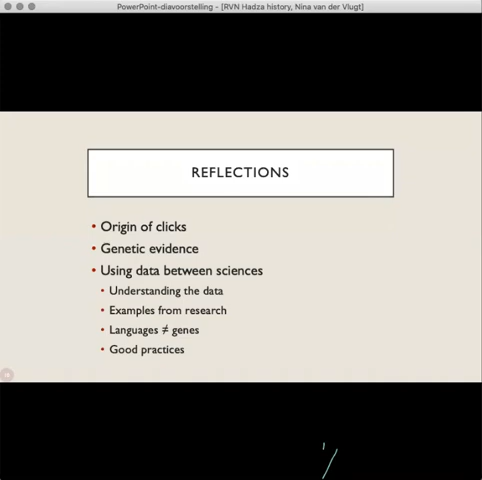 PowerPoint-diavoorstelling - [RVN Hadza history, Nina van der Vlugt]
REFLECTIONS
• Origin of clicks
• Genetic evidence
• Using data between sciences
• Understanding the data
• Examples from research
• Languages ≠ genes
• Good practices